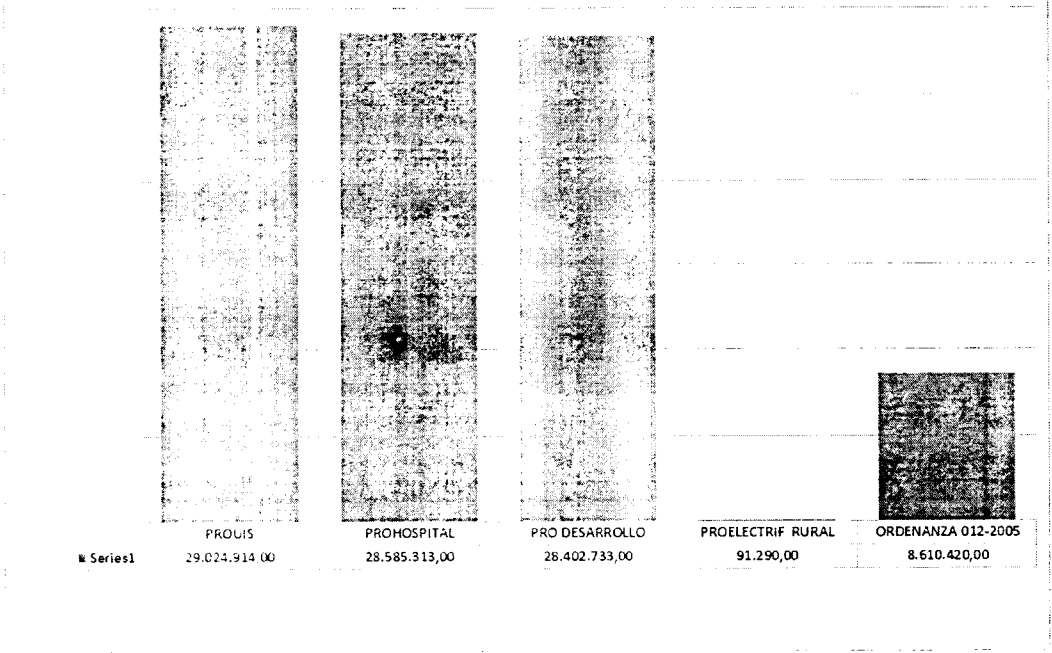 PROUIS PROHOSPITAL PRO DESARROLLO PROELECTRIF RURAL ORDENANZA 012-2005
Series1 29.024.914,00 28.585.313,00 28.402.733,00 91.290,00 8.610.420,00